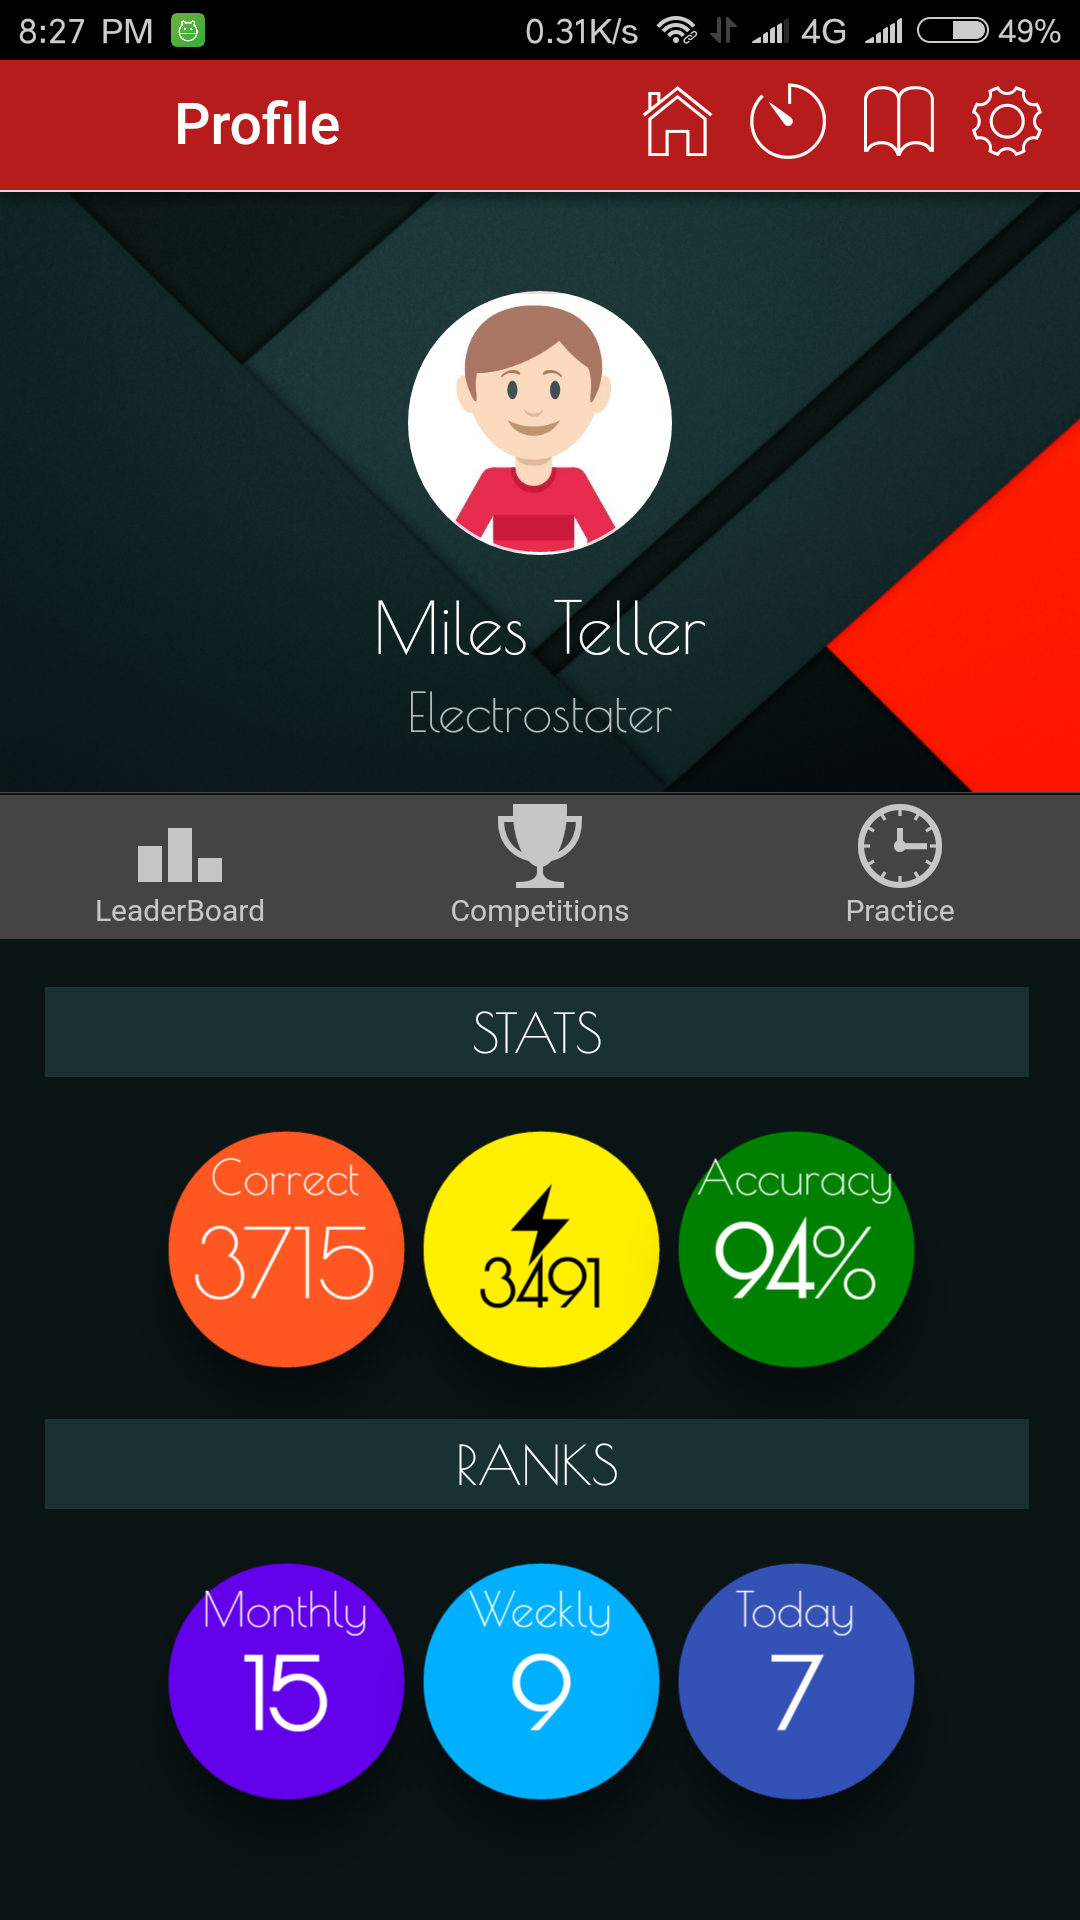 8:27 PM 0.31K/s 4G 49%
Profile
Miles Teller
Electrostater
LeaderBoard Competitions Practice
STATS
Correct Accuracy
3715 3491 94%
RANKS
Monthly Weekly Today
15 9 7